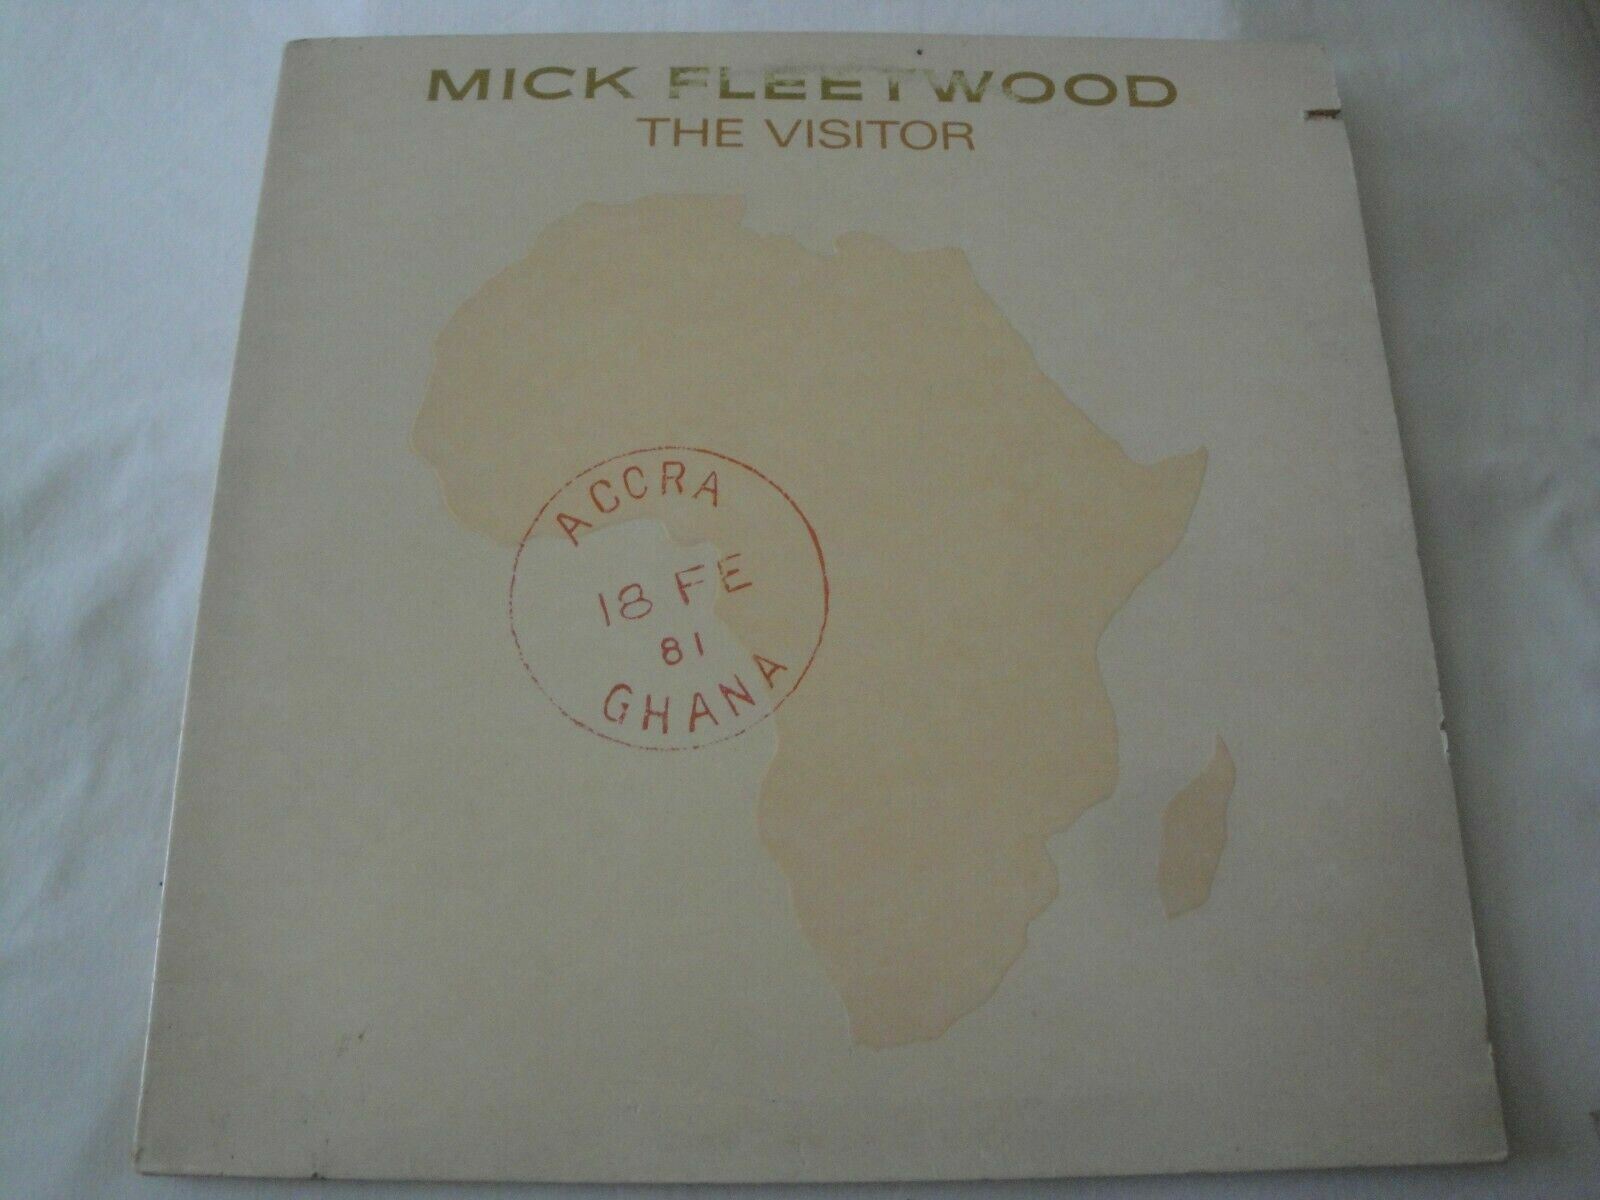 MICK FLEETWOOD
THE VISITOR
ACCRA
18 FE
81
GHANA